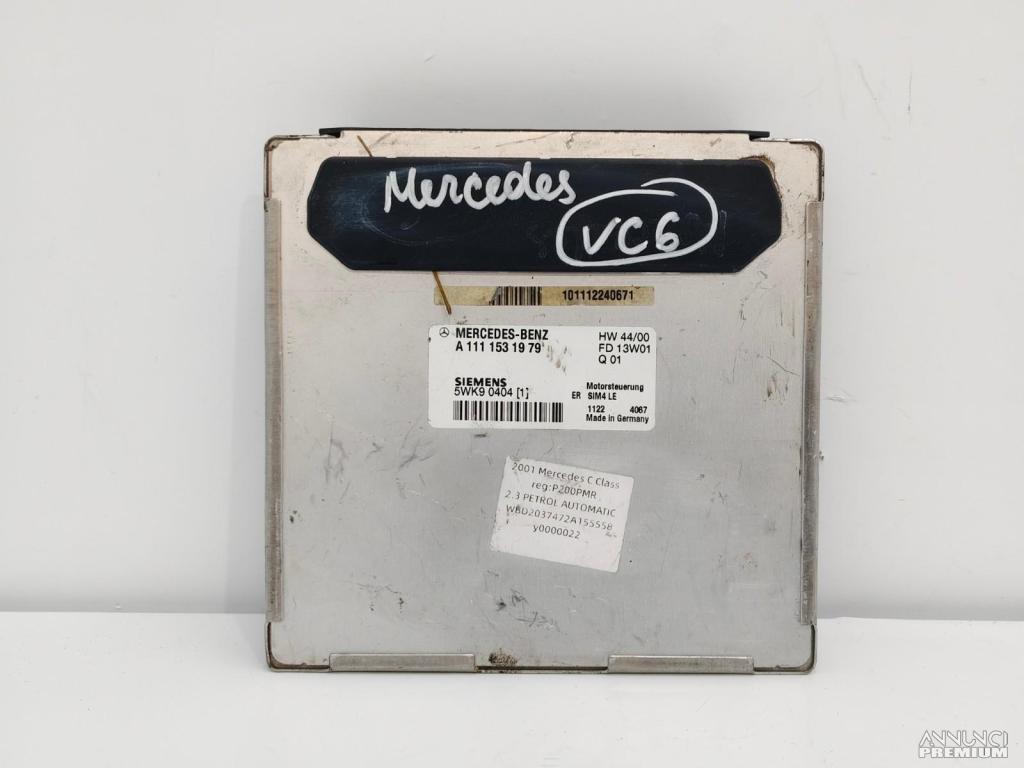 Mercedes
VC6
101112240671
MERCEDES-BENZ
A 111 153 19 79
HW 44/00
FD 13W01
Q 01
SIEMENS
5WK9 0404 [1]
Motorsteuerung
ER SIM4 LE
1122 4067
Made in Germany
2001 Mercedes C Class
reg:P200PMR
2.3 PETROL AUTOMATIC
WBD2037472A155558
y0000022
ANNUNCI
PREMIUM